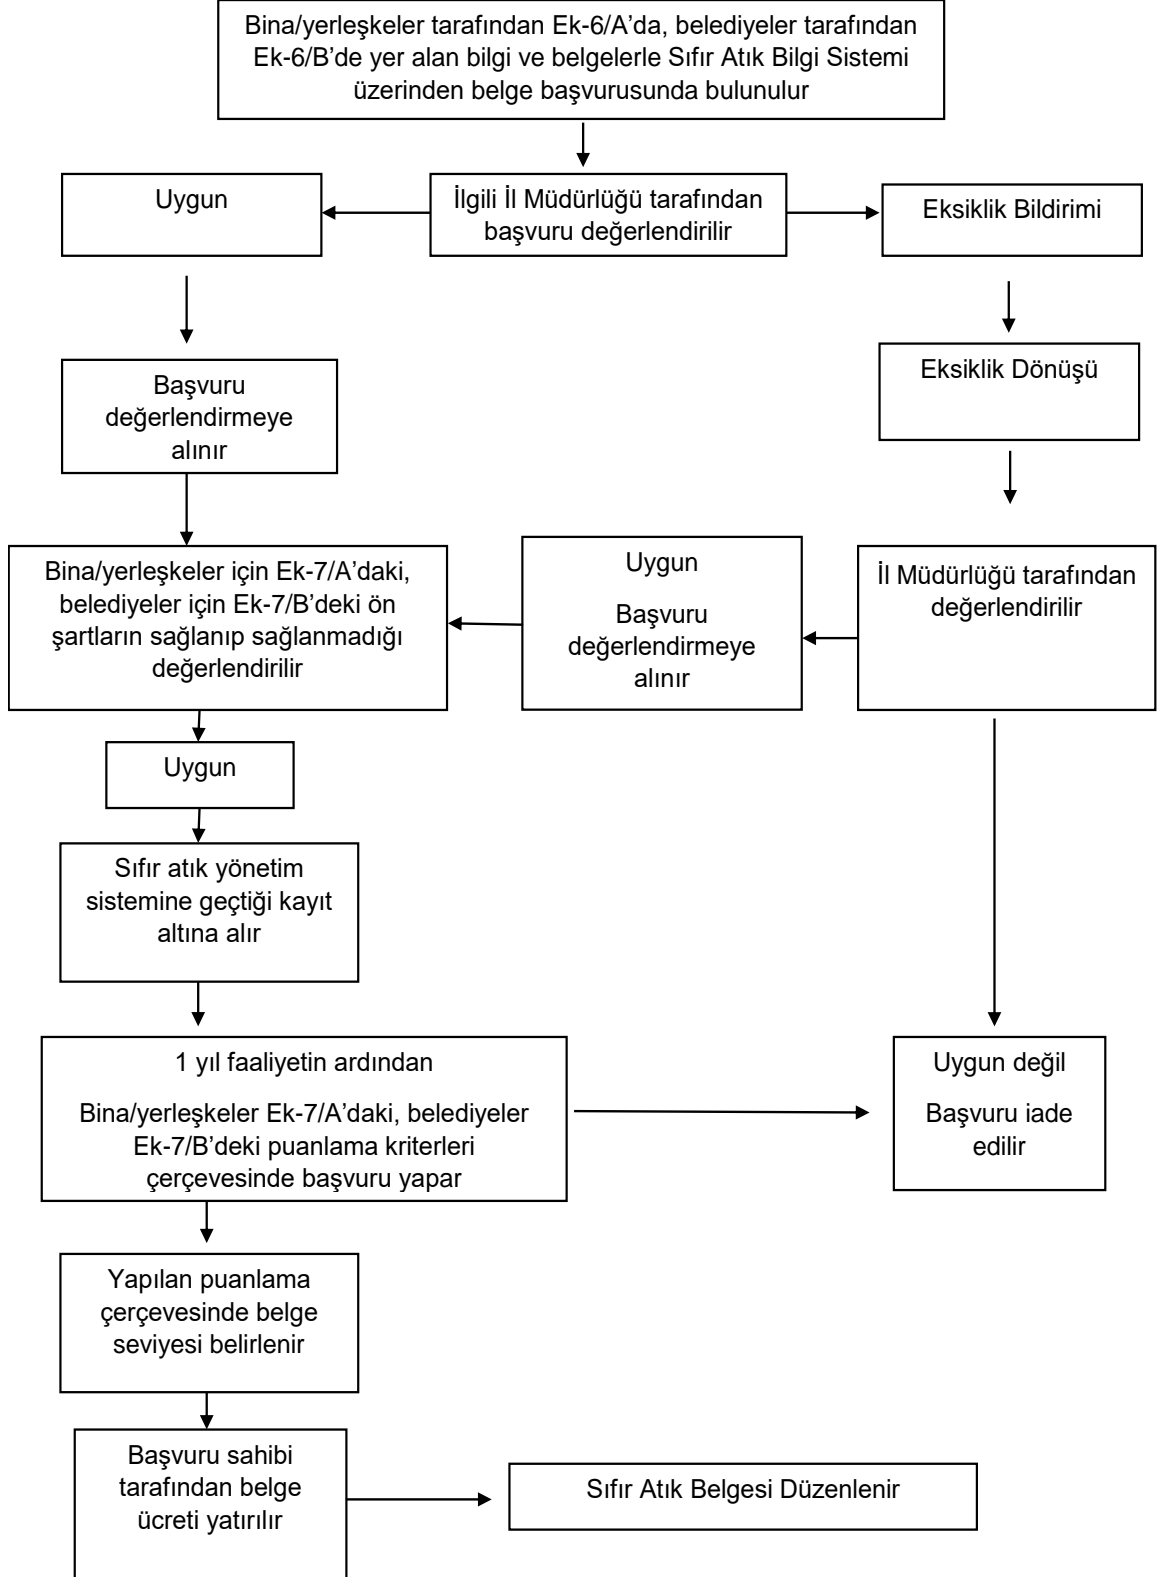 Bina/yerleşkeler tarafından Ek-6/A’da, belediyeler tarafından
Ek-6/B’de yer alan bilgi ve belgelerle Sıfır Atık Bilgi Sistemi
üzerinden belge başvurusunda bulunulur
Uygun
İlgili İl Müdürlüğü tarafından
başvuru değerlendirilir
Eksiklik Bildirimi
Başvuru
değerlendirmeye
alınır
Eksiklik Dönüşü
Bina/yerleşkeler için Ek-7/A’daki,
belediyeler için Ek-7/B’deki ön
şartların sağlanıp sağlanmadığı
değerlendirilir
Uygun
Başvuru
değerlendirmeye
alınır
İl Müdürlüğü tarafından
değerlendirilir
Uygun
Sıfır atık yönetim
sistemine geçtiği kayıt
altına alır
1 yıl faaliyetin ardından
Bina/yerleşkeler Ek-7/A’daki, belediyeler
Ek-7/B’deki puanlama kriterleri
çerçevesinde başvuru yapar
Uygun değil
Başvuru iade
edilir
Yapılan puanlama
çerçevesinde belge
seviyesi belirlenir
Başvuru sahibi
tarafından belge
ücreti yatırılır
Sıfır Atık Belgesi Düzenlenir